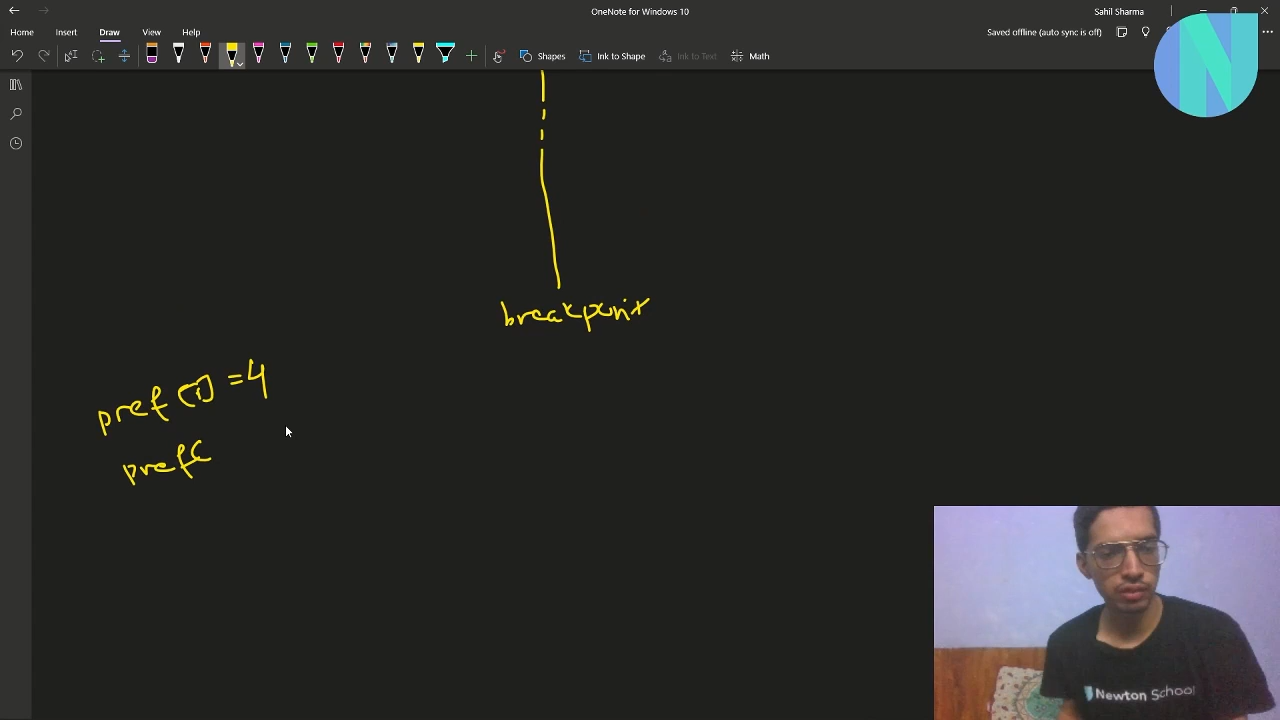 OneNote for Windows 10
Sahil Sharma
Home Insert Draw View Help
Saved offline (auto sync is off)
Shapes Ink to Shape Ink to Text Math
breakpoint
pref[i] = 4
pref[
Newton School